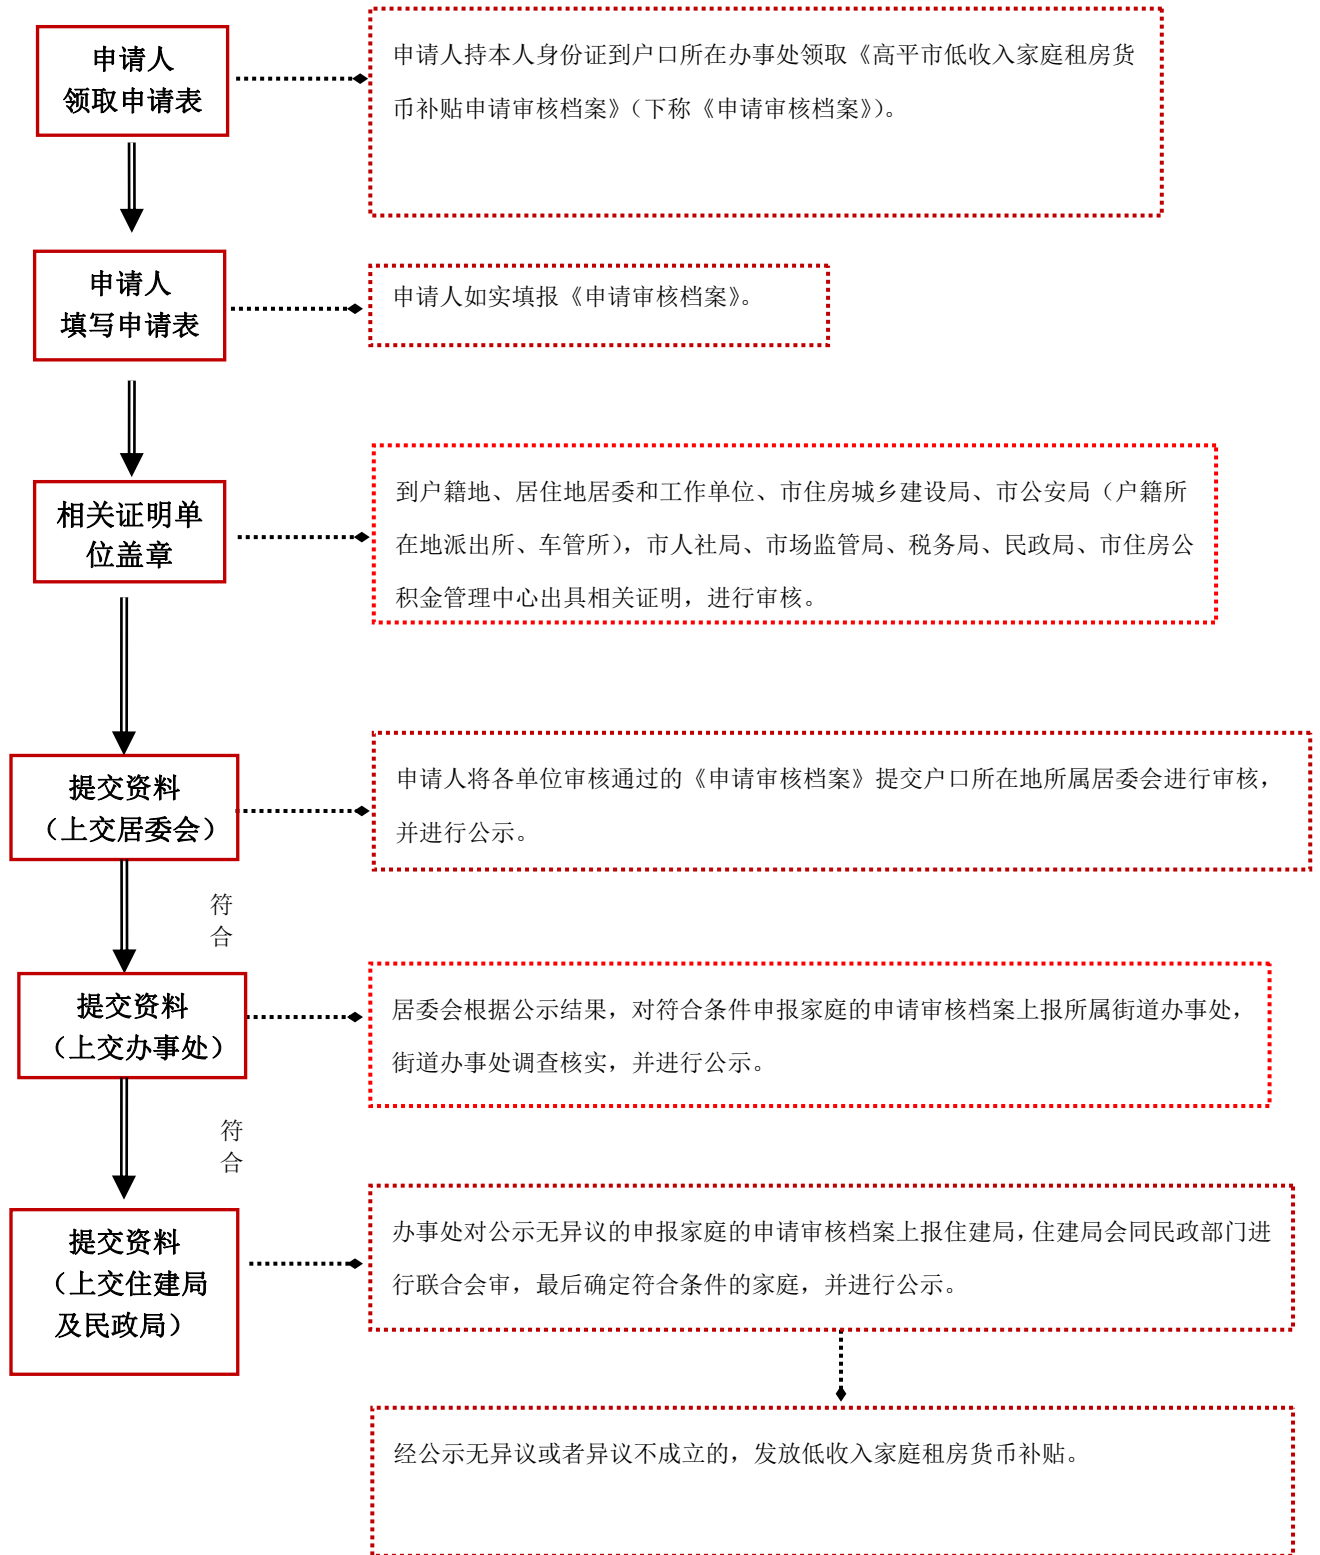 申请人
领取申请表
申请人持本人身份证到户口所在办事处领取《高平市低收入家庭租房货
币补贴申请审核档案》（下称《申请审核档案》）。
申请人
填写申请表
申请人如实填报《申请审核档案》。
相关证明单
位盖章
到户籍地、居住地居委和工作单位、市住房城乡建设局、市公安局（户籍所
在地派出所、车管所），市人社局、市场监管局、税务局、民政局、市住房公
积金管理中心出具相关证明，进行审核。
提交资料
（上交居委会）
申请人将各单位审核通过的《申请审核档案》提交户口所在地所属居委会进行审核，
并进行公示。
符
合
提交资料
（上交办事处）
居委会根据公示结果，对符合条件申报家庭的申请审核档案上报所属街道办事处，
街道办事处调查核实，并进行公示。
符
合
提交资料
（上交住建局
及民政局）
办事处对公示无异议的申报家庭的申请审核档案上报住建局，住建局会同民政部门进
行联合会审，最后确定符合条件的家庭，并进行公示。
经公示无异议或者异议不成立的，发放低收入家庭租房货币补贴。